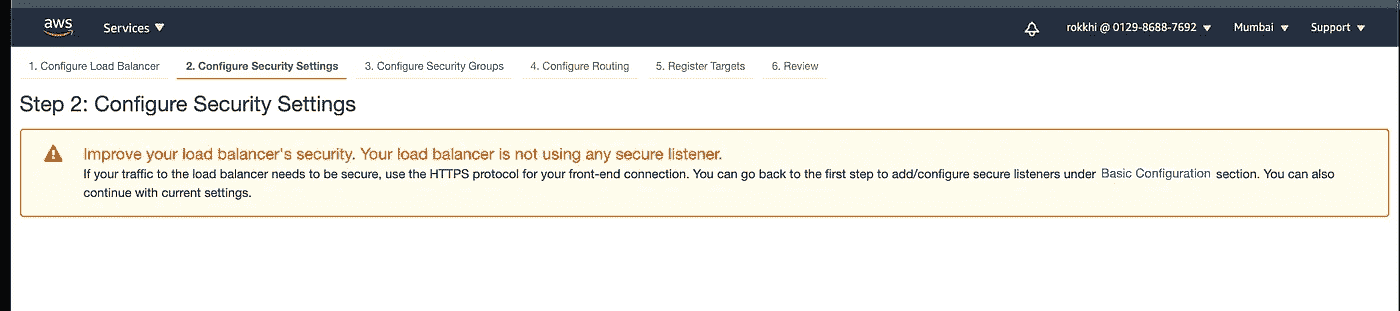 aws Services rokkhi @ 0129-8688-7692 Mumbai Support
1. Configure Load Balancer 2. Configure Security Settings 3. Configure Security Groups 4. Configure Routing 5. Register Targets 6. Review
Step 2: Configure Security Settings
Improve your load balancer's security. Your load balancer is not using any secure listener.
If your traffic to the load balancer needs to be secure, use the HTTPS protocol for your front-end connection. You can go back to the first step to add/configure secure listeners under Basic Configuration section. You can also
continue with current settings.